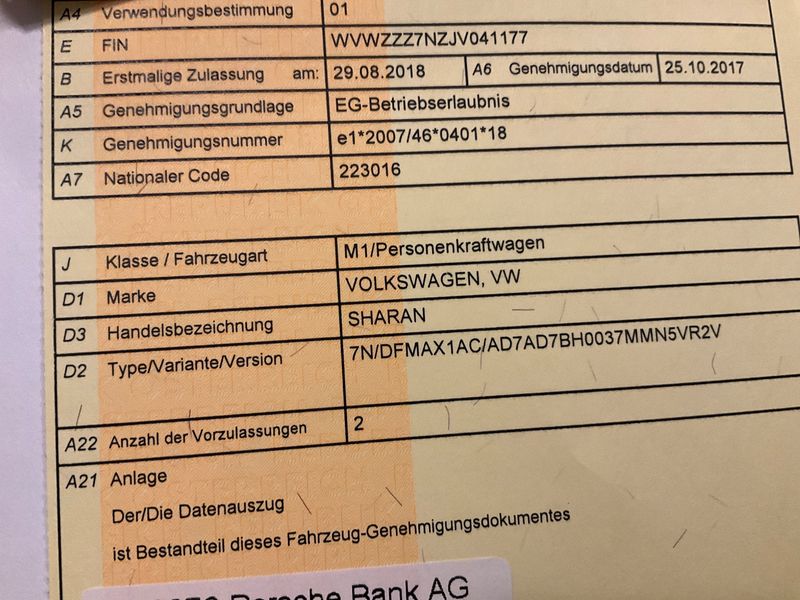 A4 Verwendungsbestimmung 01
E FIN WVWZZZ7NZJV041177
B Erstmalige Zulassung am: 29.08.2018 A6 Genehmigungsdatum 25.10.2017
A5 Genehmigungsgrundlage EG-Betriebserlaubnis
K Genehmigungsnummer e1*2007/46*0401*18
A7 Nationaler Code 223016
J Klasse / Fahrzeugart M1/Personenkraftwagen
D1 Marke VOLKSWAGEN, VW
D3 Handelsbezeichnung SHARAN
D2 Type/Variante/Version 7N/DFMAX1AC/AD7AD7BH0037MMN5VR2V
A22 Anzahl der Vorzulassungen 2
A21 Anlage
Der/Die Datenauszug
ist Bestandteil dieses Fahrzeug-Genehmigungsdokumentes
Porsche Bank AG